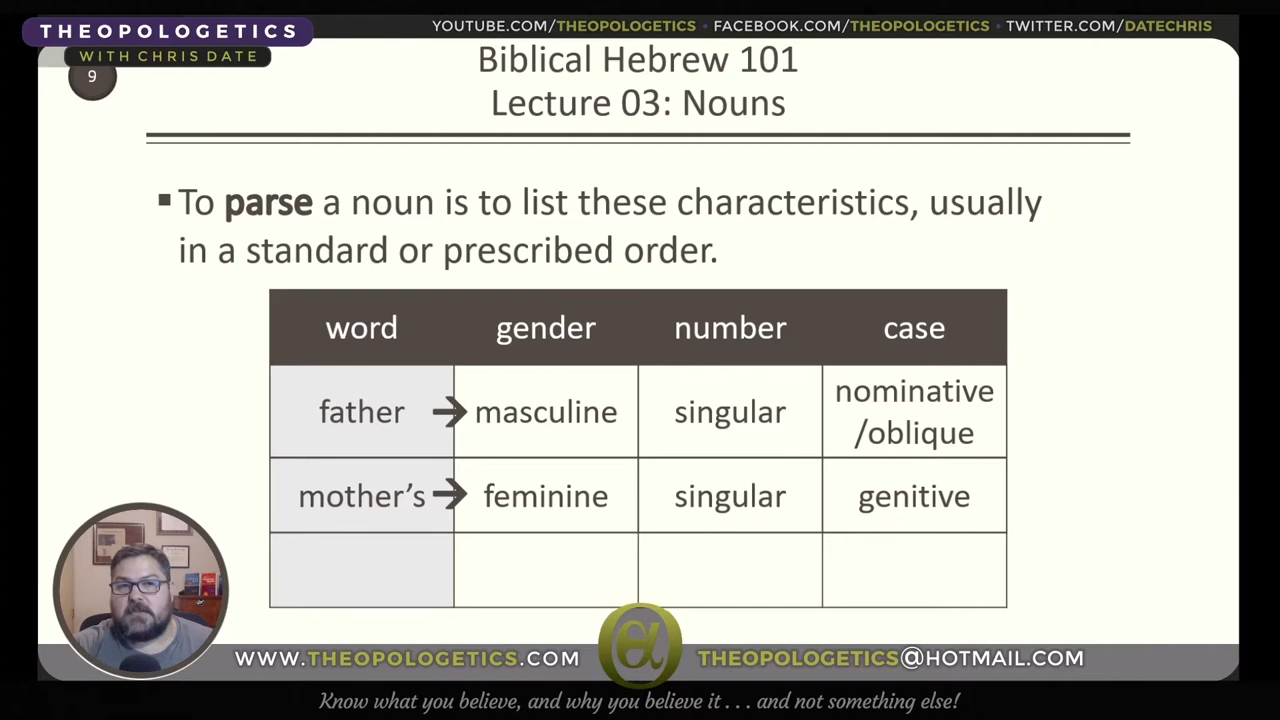 THEOPOLOGETICS
WITH CHRIS DATE
YOUTUBE.COM/THEOPOLOGETICS • FACEBOOK.COM/THEOPOLOGETICS • TWITTER.COM/DATECHRIS
9
Biblical Hebrew 101
Lecture 03: Nouns
▪ To parse a noun is to list these characteristics, usually
in a standard or prescribed order.
word gender number case
father → masculine singular nominative
/oblique
mother's → feminine singular genitive
WWW.THEOPOLOGETICS.COM THEOPOLOGETICS@HOTMAIL.COM
Know what you believe, and why you believe it . . . and not something else!